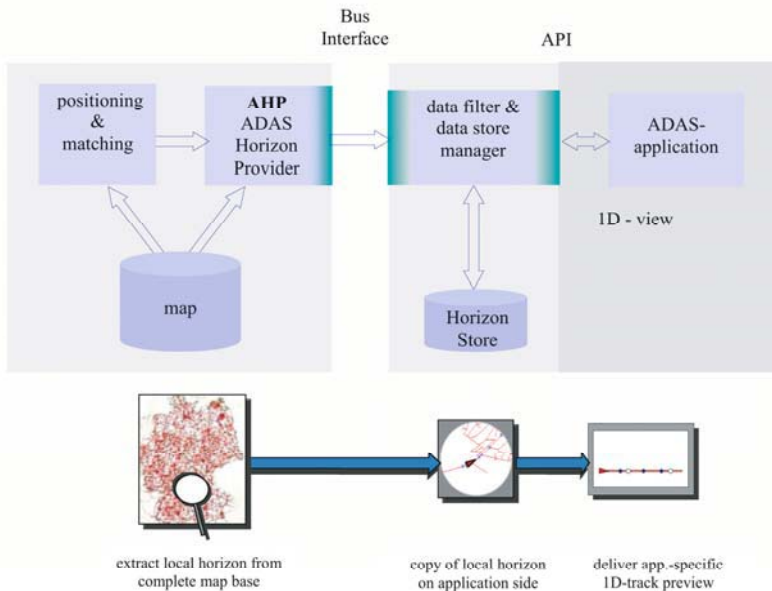 Bus
Interface
API
positioning
&
matching
AHP
ADAS
Horizon
Provider
data filter &
data store
manager
ADAS-
application
1D - view
map
Horizon
Store
extract local horizon from
complete map base
copy of local horizon
on application side
deliver app.-specific
1D-track preview